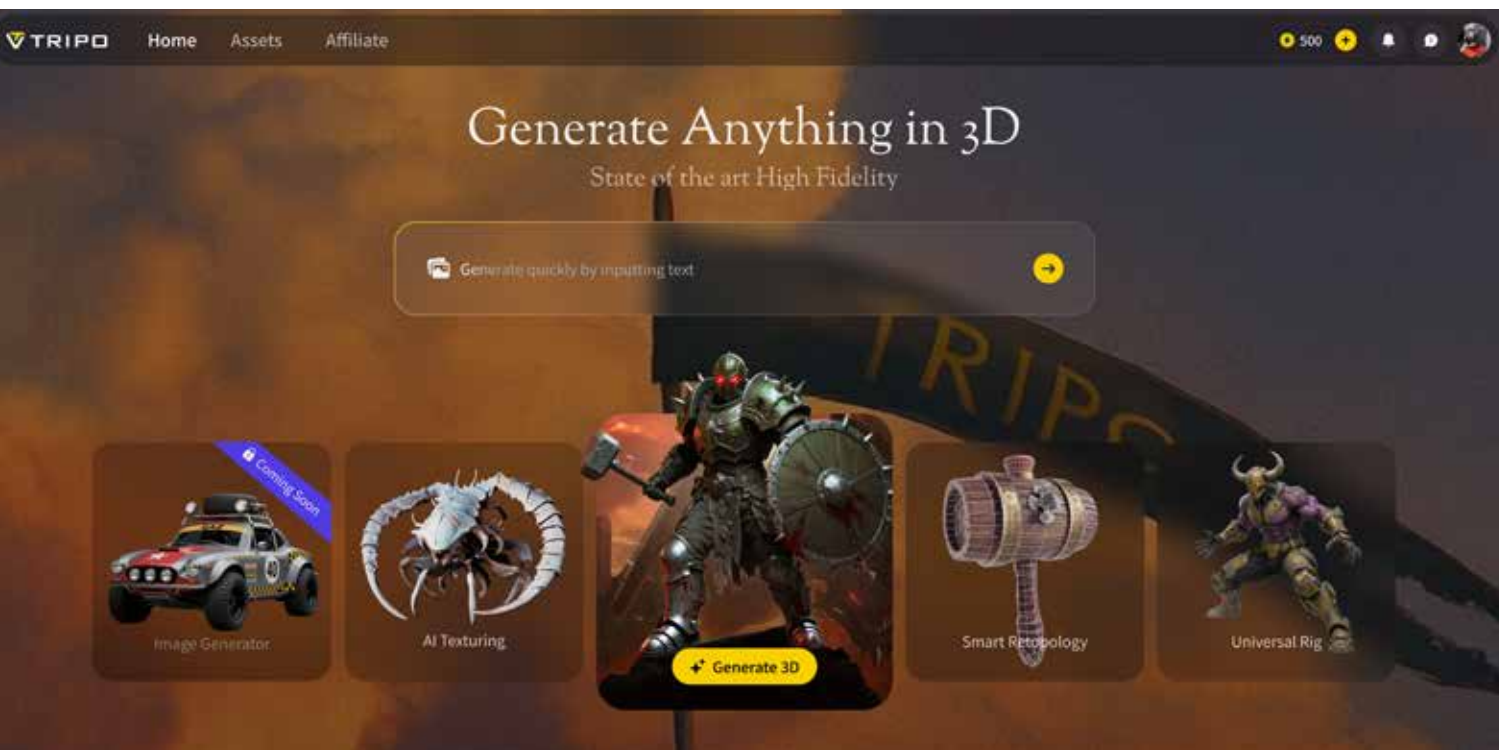 TRIPO Home Assets Affiliate 500
Generate Anything in 3D
State of the art High Fidelity
Generate quickly by inputting text
TRIPO
Coming Soon
40
Image Generator
AI Texturing
Generate 3D
Smart Retopology
Universal Rig